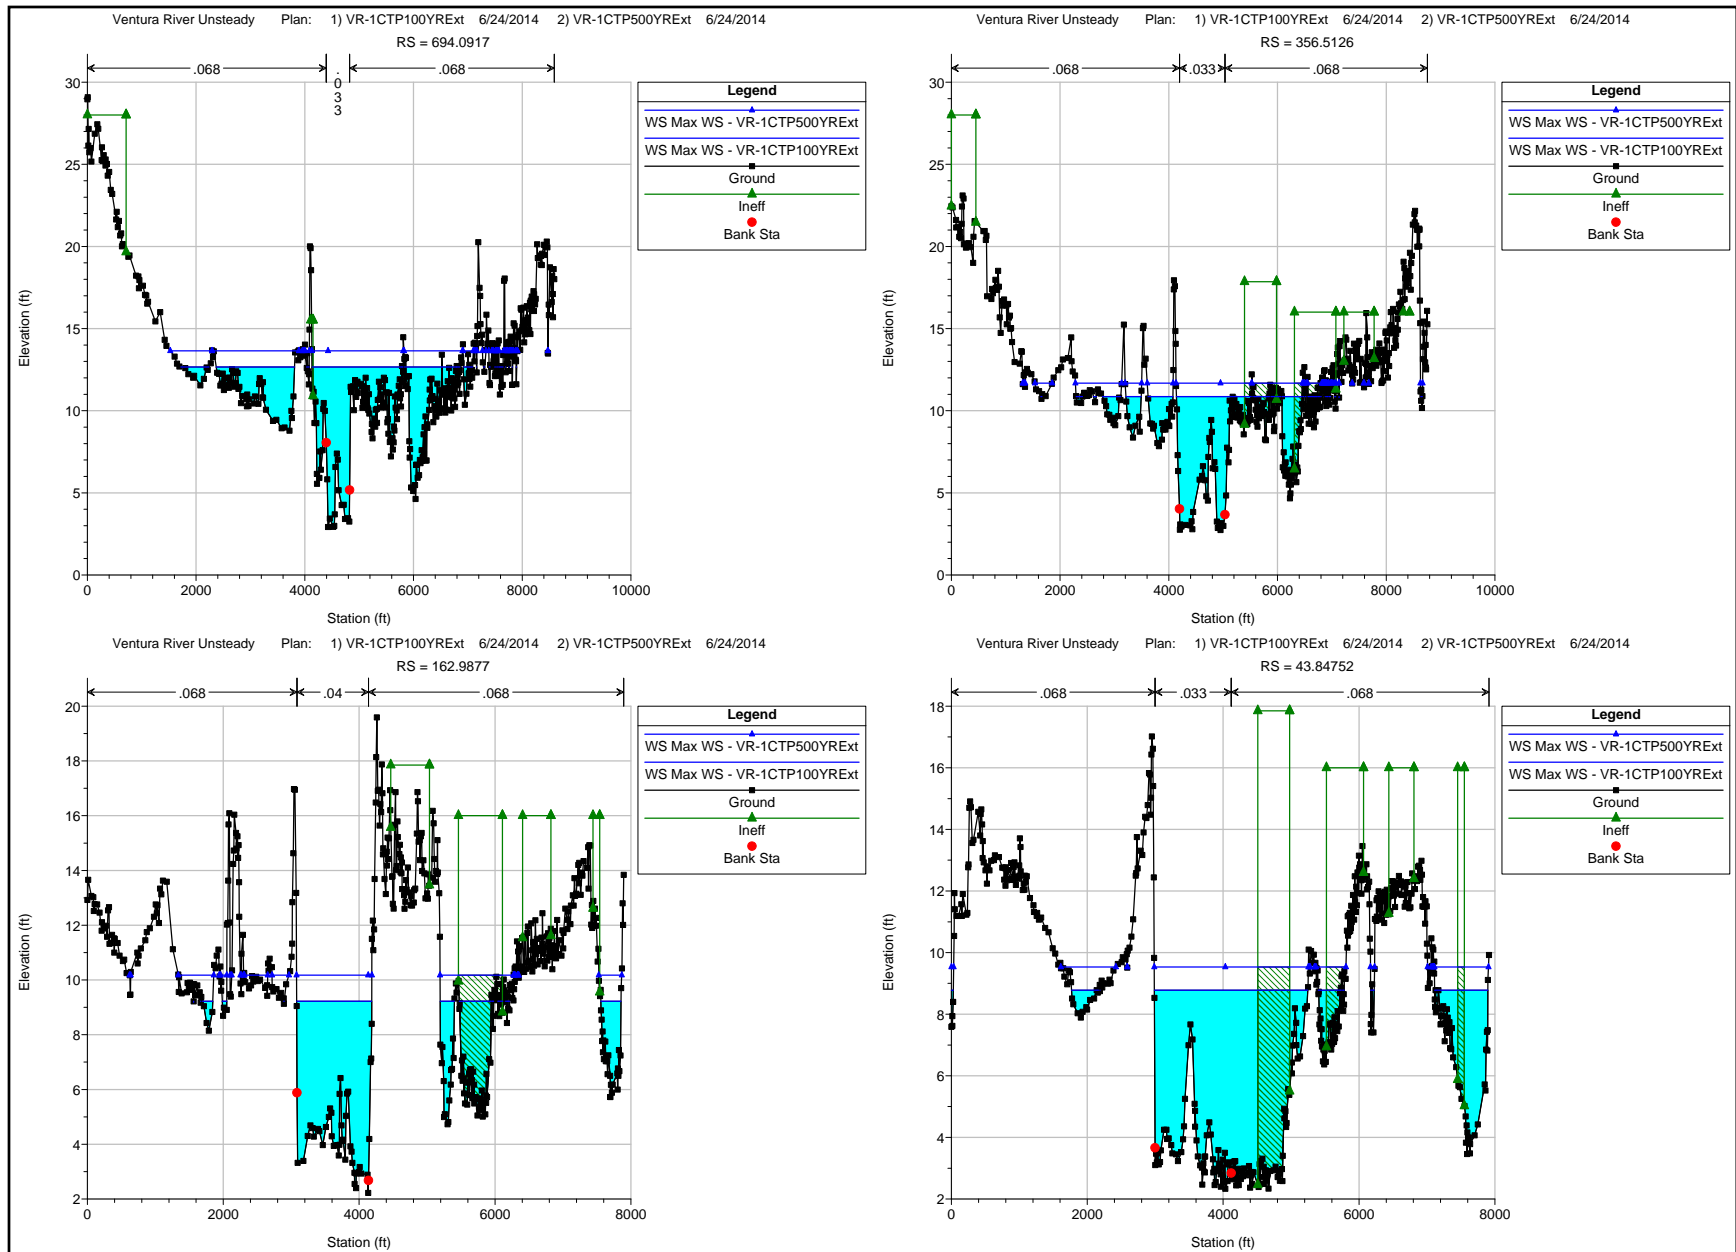 Ventura River Unsteady Plan: 1) VR-1CTP100YRExt 6/24/2014 2) VR-1CTP500YRExt 6/24/2014
RS = 694.0917
.068 .033 .068
Legend
WS Max WS - VR-1CTP500YRExt
WS Max WS - VR-1CTP100YRExt
Ground
Ineff
Bank Sta
30
25
20
15
10
5
0
Elevation (ft)
0 2000 4000 6000 8000 10000
Station (ft)
Ventura River Unsteady Plan: 1) VR-1CTP100YRExt 6/24/2014 2) VR-1CTP500YRExt 6/24/2014
RS = 356.5126
.068 .033 .068
Legend
WS Max WS - VR-1CTP500YRExt
WS Max WS - VR-1CTP100YRExt
Ground
Ineff
Bank Sta
30
25
20
15
10
5
0
Elevation (ft)
0 2000 4000 6000 8000 10000
Station (ft)
Ventura River Unsteady Plan: 1) VR-1CTP100YRExt 6/24/2014 2) VR-1CTP500YRExt 6/24/2014
RS = 162.9877
.068 .04 .068
Legend
WS Max WS - VR-1CTP500YRExt
WS Max WS - VR-1CTP100YRExt
Ground
Ineff
Bank Sta
20
18
16
14
12
10
8
6
4
2
Elevation (ft)
0 2000 4000 6000 8000
Station (ft)
Ventura River Unsteady Plan: 1) VR-1CTP100YRExt 6/24/2014 2) VR-1CTP500YRExt 6/24/2014
RS = 43.84752
.068 .033 .068
Legend
WS Max WS - VR-1CTP500YRExt
WS Max WS - VR-1CTP100YRExt
Ground
Ineff
Bank Sta
18
16
14
12
10
8
6
4
2
Elevation (ft)
0 2000 4000 6000 8000
Station (ft)